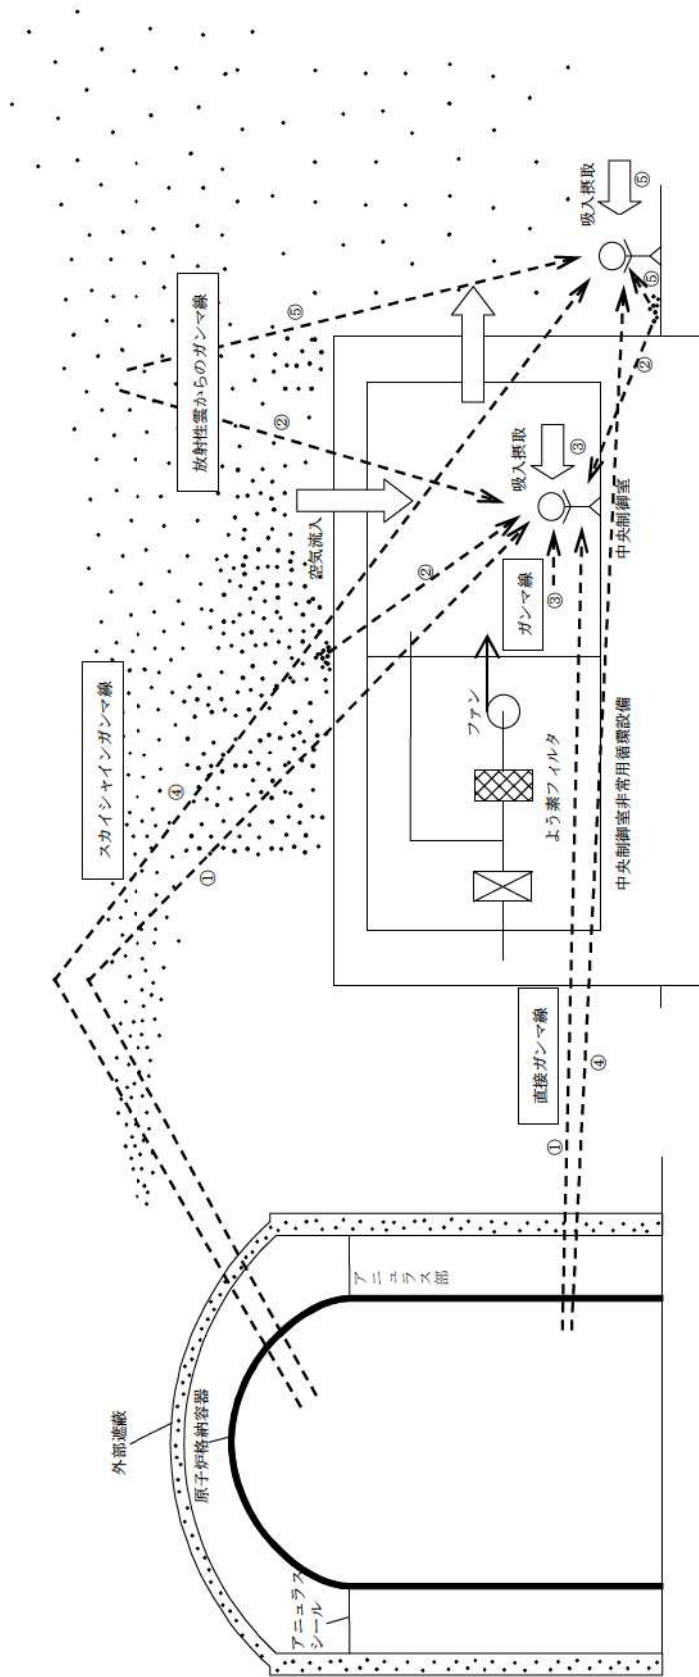 外部遮蔽
原子炉格納容器
アニュラス
シール
アニュラス部
スカイシャインガンマ線
放射性雲からのガンマ線
直接ガンマ線
ガンマ線
空気流入
吸入摂取
吸入摂取
ファン
よう素フィルタ
中央制御室非常用循環設備
中央制御室
①
①
②
②
②
③
③
④
④
⑤
⑤
⑤